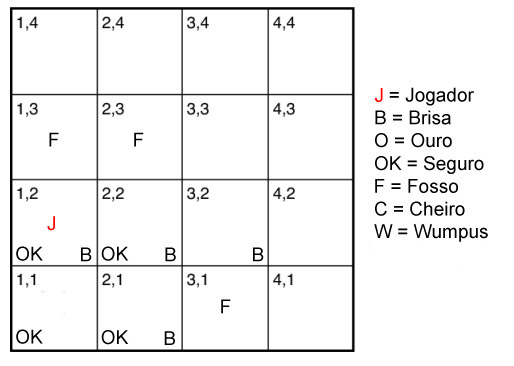 1,4 2,4 3,4 4,4
1,3 2,3 3,3 4,3
F F
1,2 2,2 3,2 4,2
J
OK B OK B B
1,1 2,1 3,1 4,1
F
OK OK B
J = Jogador
B = Brisa
O = Ouro
OK = Seguro
F = Fosso
C = Cheiro
W = Wumpus